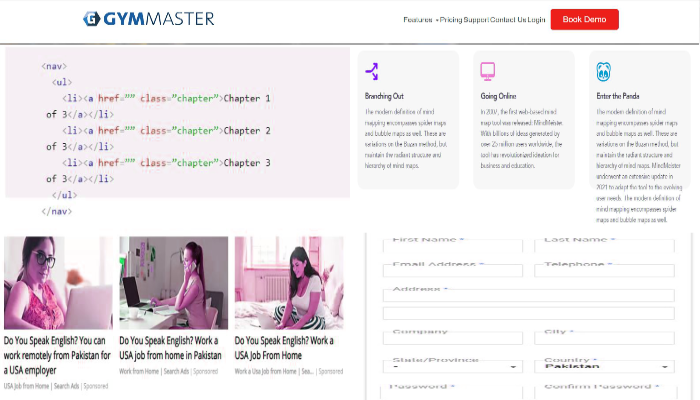 GYMMASTER
Features Pricing Support Contact Us Login
Book Demo
<nav>
<ul>
<li><a href="" class="chapter">Chapter 1
of 3</a></li>
<li><a href="" class="chapter">Chapter 2
of 3</a></li>
<li><a href="" class="chapter">Chapter 3
of 3</a></li>
</ul>
</nav>
Branching Out
The modern definition of mind
mapping encompasses spider maps
and bubble maps as well. These are
variations on the Buzan method, but
maintain the radiant structure and
hierarchy of mind maps.
Going Online
In 2007, the first web-based mind
map tool was released: MindMeister.
With billions of ideas generated by
over 25 million users worldwide, the
tool has revolutionized ideation for
business and education.
Enter the Panda
The modern definition of mind
mapping encompasses spider maps
and bubble maps as well. These are
variations on the Buzan method, but
maintain the radiant structure and
hierarchy of mind maps. MindMeister
underwent an extensive update in
2021 to adapt the tool to the evolving
user needs. The modern definition of
mind mapping encompasses spider
maps and bubble maps as well.
Do You Speak English? You can
work remotely from Pakistan for
a USA employer
USA Job from Home | Search Ads | Sponsored
Do You Speak English? Work a
USA job from home in Pakistan
Work from Home | Search Ads | Sponsored
Do You Speak English? Work a
USA Job From Home
Work a Usa Job from Home | Sea... | Sponsored
First Name *
Last Name *
Email Address *
Telephone *
Address *
Company
City *
State/Province
-
Country *
Pakistan
Password *
Confirm Password *